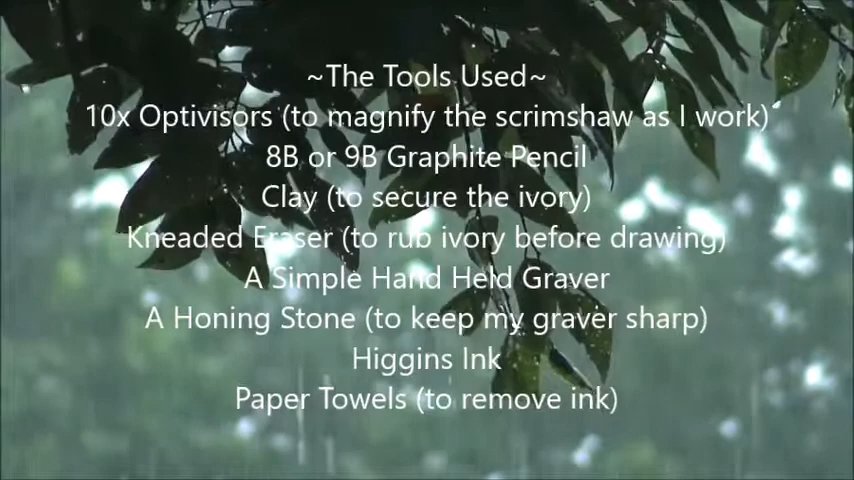 ~The Tools Used~
10x Optivisors (to magnify the scrimshaw as I work)
8B or 9B Graphite Pencil
Clay (to secure the ivory)
Kneaded Eraser (to rub ivory before drawing)
A Simple Hand Held Graver
A Honing Stone (to keep my graver sharp)
Higgins Ink
Paper Towels (to remove ink)